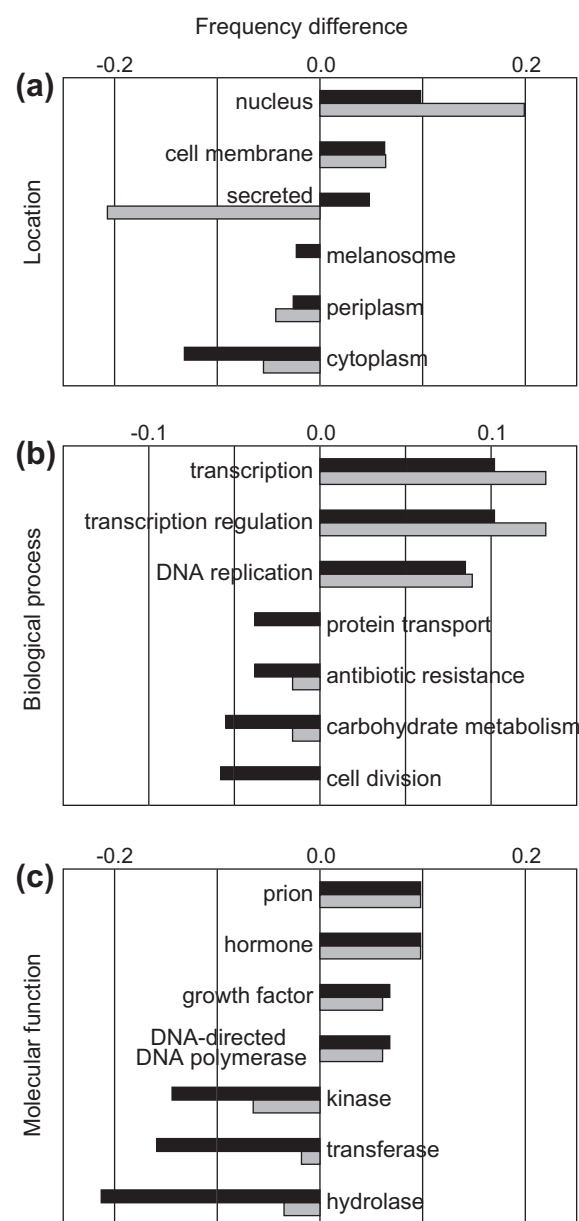 Frequency difference
-0.2 0.0 0.2
(a)
nucleus
cell membrane
secreted
melanosome
periplasm
cytoplasm
Location
-0.1 0.0 0.1
(b)
transcription
transcription regulation
DNA replication
protein transport
antibiotic resistance
carbohydrate metabolism
cell division
Biological process
-0.2 0.0 0.2
(c)
prion
hormone
growth factor
DNA-directed
DNA polymerase
kinase
transferase
hydrolase
Molecular function